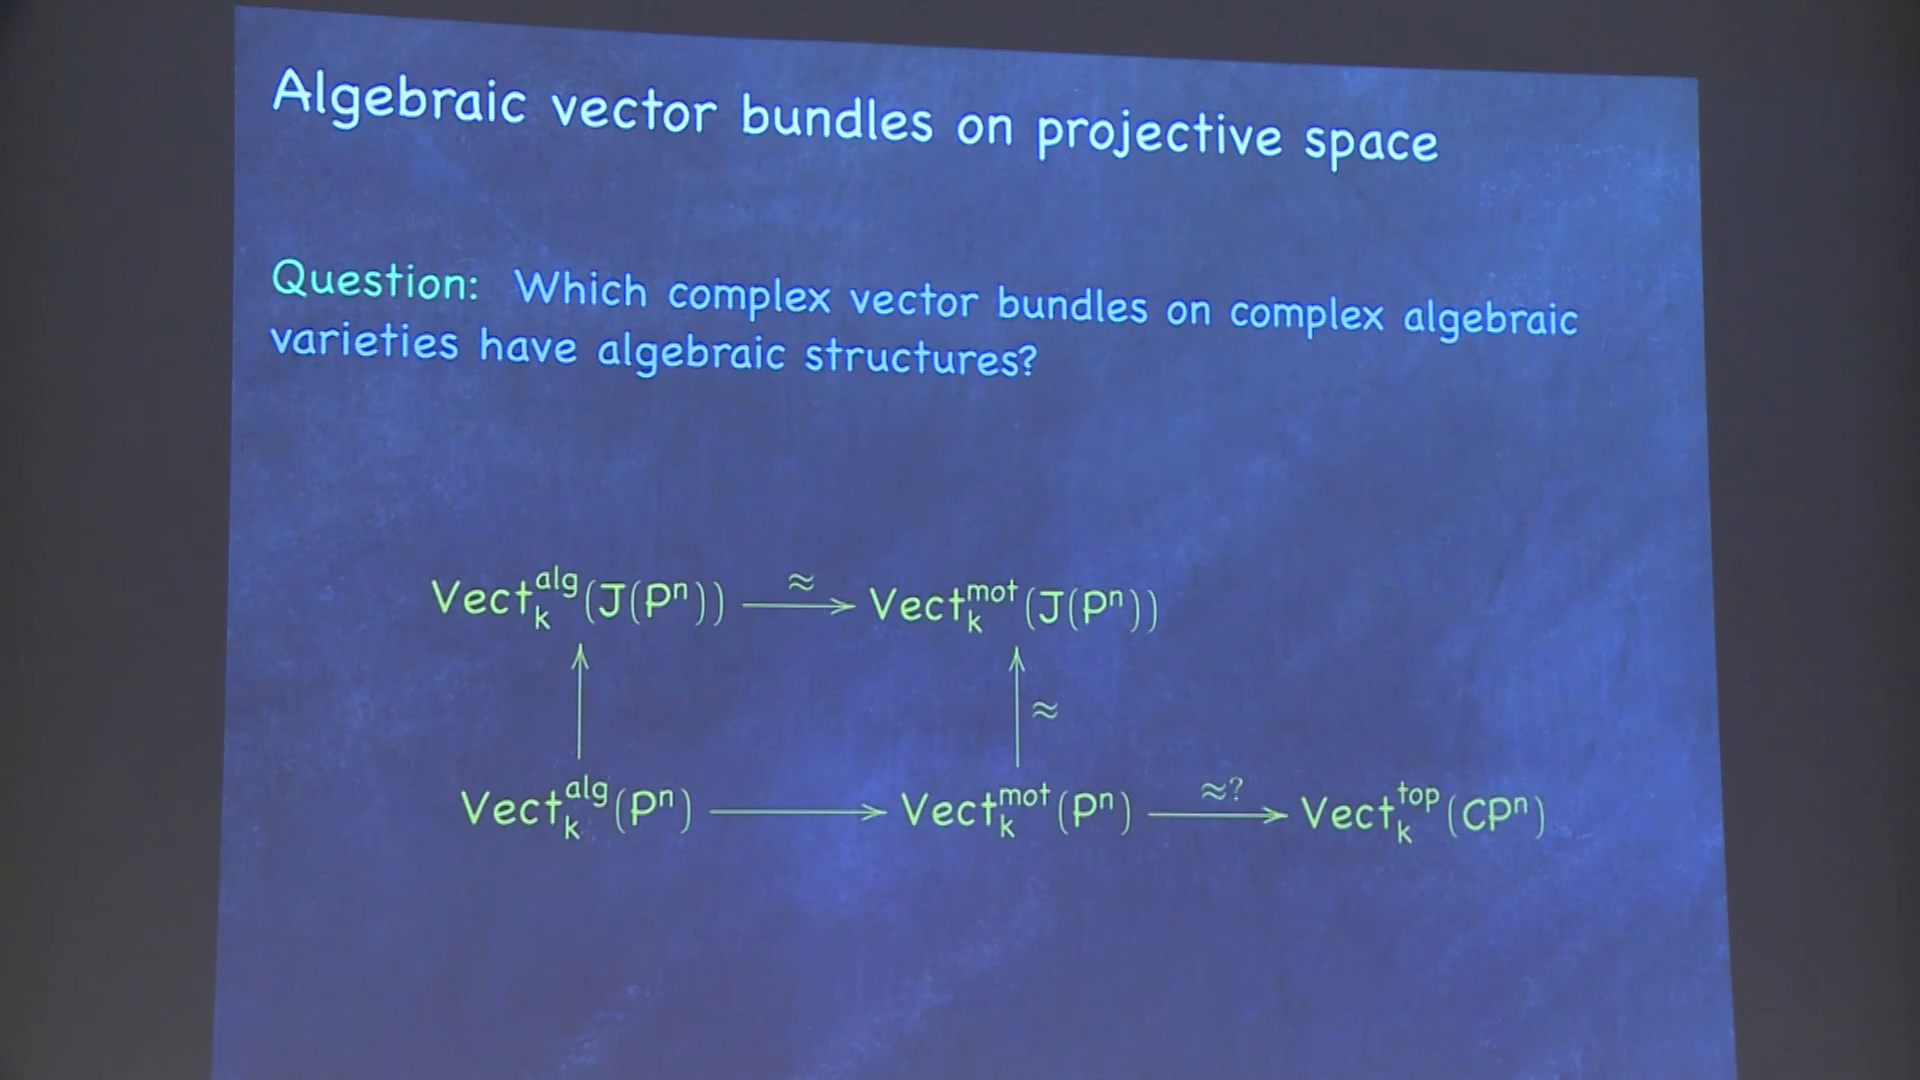 Algebraic vector bundles on projective space
Question: Which complex vector bundles on complex algebraic
varieties have algebraic structures?
Vect_k^alg(J(Pⁿ)) ⟶^≈ Vect_k^mot(J(Pⁿ))
↑ ↑ ≈
Vect_k^alg(Pⁿ) ⟶ Vect_k^mot(Pⁿ) ⟶^≈? Vect_k^top(CPⁿ)